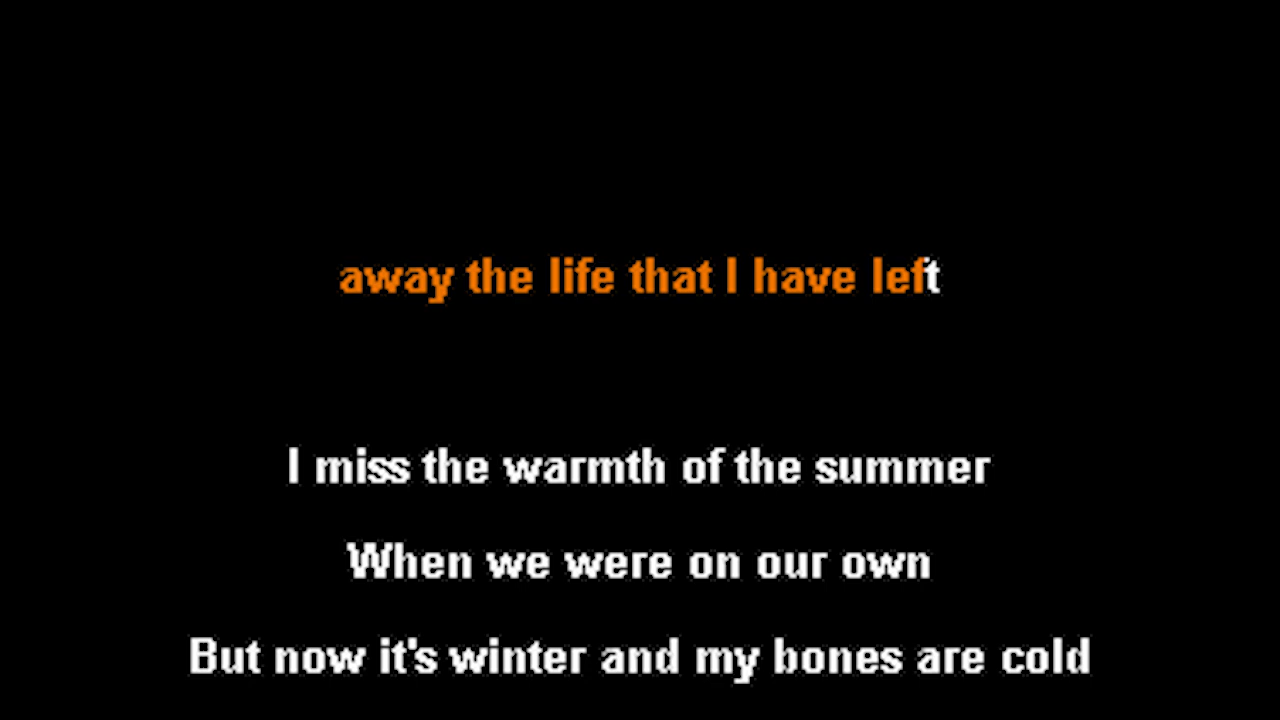 away the life that I have left
I miss the warmth of the summer
When we were on our own
But now it's winter and my bones are cold